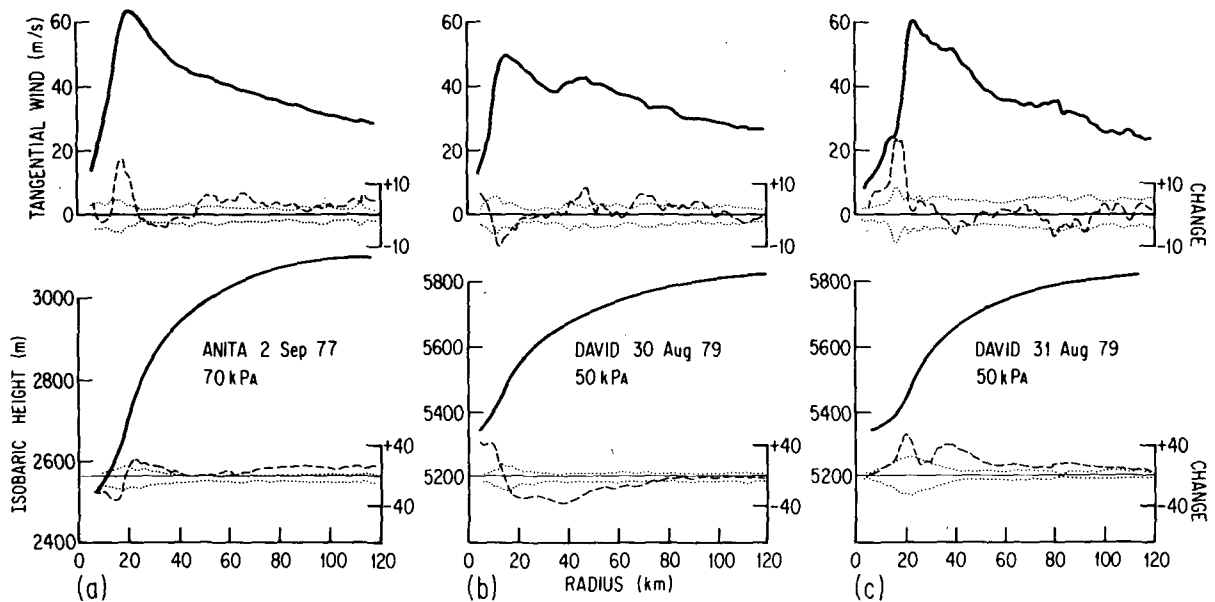 60
40
20
0
TANGENTIAL WIND (m/s)
+10
-10
60
40
20
0
+10
-10
60
40
20
0
+10
-10
CHANGE
3000
2800
2600
2400
ISOBARIC HEIGHT (m)
ANITA 2 Sep 77
70 kPa
+40
-40
5800
5600
5400
5200
DAVID 30 Aug 79
50 kPa
+40
-40
5800
5600
5400
5200
DAVID 31 Aug 79
50 kPa
+40
-40
CHANGE
0 20 40 60 80 100 120
0 20 40 60 80 100 120
0 20 40 60 80 100 120
(a)
(b)
RADIUS (km)
(c)